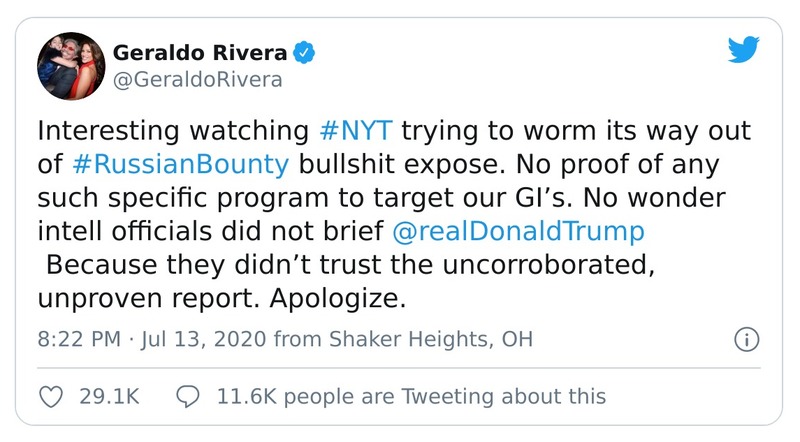 Geraldo Rivera
@GeraldoRivera
Interesting watching #NYT trying to worm its way out
of #RussianBounty bullshit expose. No proof of any
such specific program to target our GI’s. No wonder
intell officials did not brief @realDonaldTrump
Because they didn’t trust the uncorroborated,
unproven report. Apologize.
8:22 PM · Jul 13, 2020 from Shaker Heights, OH
29.1K 11.6K people are Tweeting about this